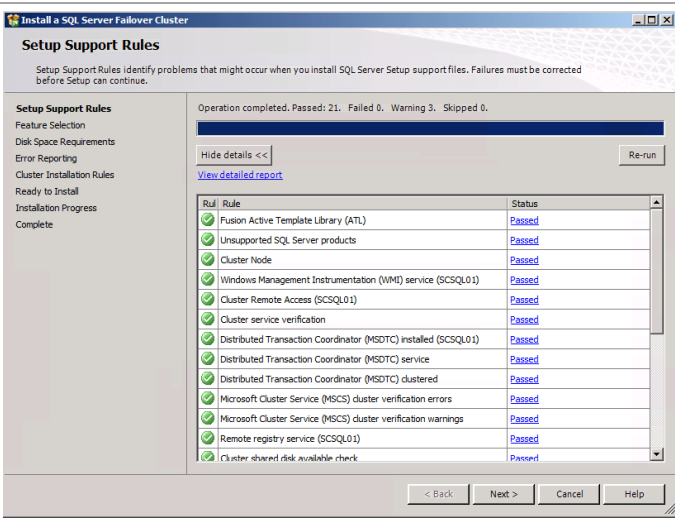 Install a SQL Server Failover Cluster
Setup Support Rules
Setup Support Rules identify problems that might occur when you install SQL Server Setup support files. Failures must be corrected
before Setup can continue.
Setup Support Rules
Feature Selection
Disk Space Requirements
Error Reporting
Cluster Installation Rules
Ready to Install
Installation Progress
Complete
Operation completed. Passed: 21. Failed 0. Warning 3. Skipped 0.
Hide details <<
Re-run
View detailed report
Rul Rule Status
Fusion Active Template Library (ATL) Passed
Unsupported SQL Server products Passed
Cluster Node Passed
Windows Management Instrumentation (WMI) service (SCSQL01) Passed
Cluster Remote Access (SCSQL01) Passed
Cluster service verification Passed
Distributed Transaction Coordinator (MSDTC) installed (SCSQL01) Passed
Distributed Transaction Coordinator (MSDTC) service Passed
Distributed Transaction Coordinator (MSDTC) clustered Passed
Microsoft Cluster Service (MSCS) cluster verification errors Passed
Microsoft Cluster Service (MSCS) cluster verification warnings Passed
Remote registry service (SCSQL01) Passed
Cluster shared disk available check Passed
< Back Next > Cancel Help